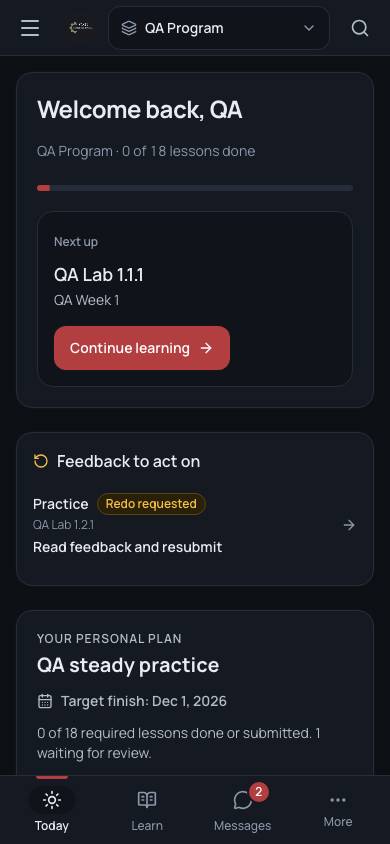 QA Program
Welcome back, QA
QA Program · 0 of 18 lessons done
Next up
QA Lab 1.1.1
QA Week 1
Continue learning
Feedback to act on
Practice Redo requested
QA Lab 1.2.1
Read feedback and resubmit
YOUR PERSONAL PLAN
QA steady practice
Target finish: Dec 1, 2026
0 of 18 required lessons done or submitted. 1
waiting for review.
2
Today Learn Messages More